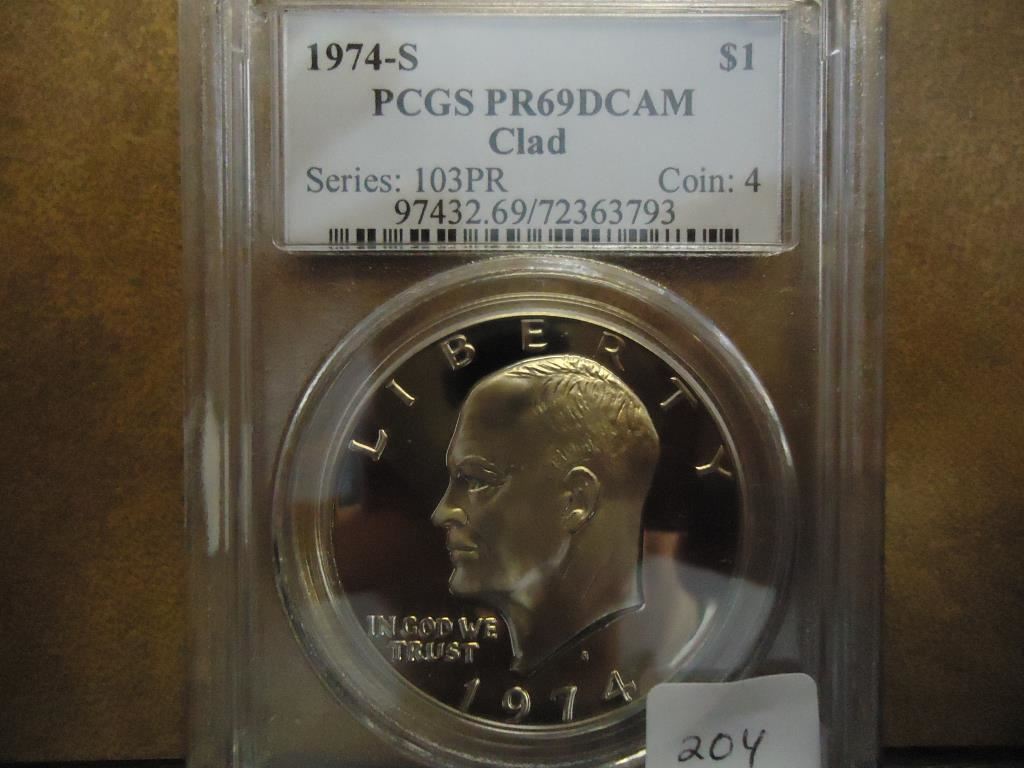 1974-S $1
PCGS PR69DCAM
Clad
Series: 103PR Coin: 4
97432.69/72363793
LIBERTY
IN GOD WE
TRUST
S
1974
204